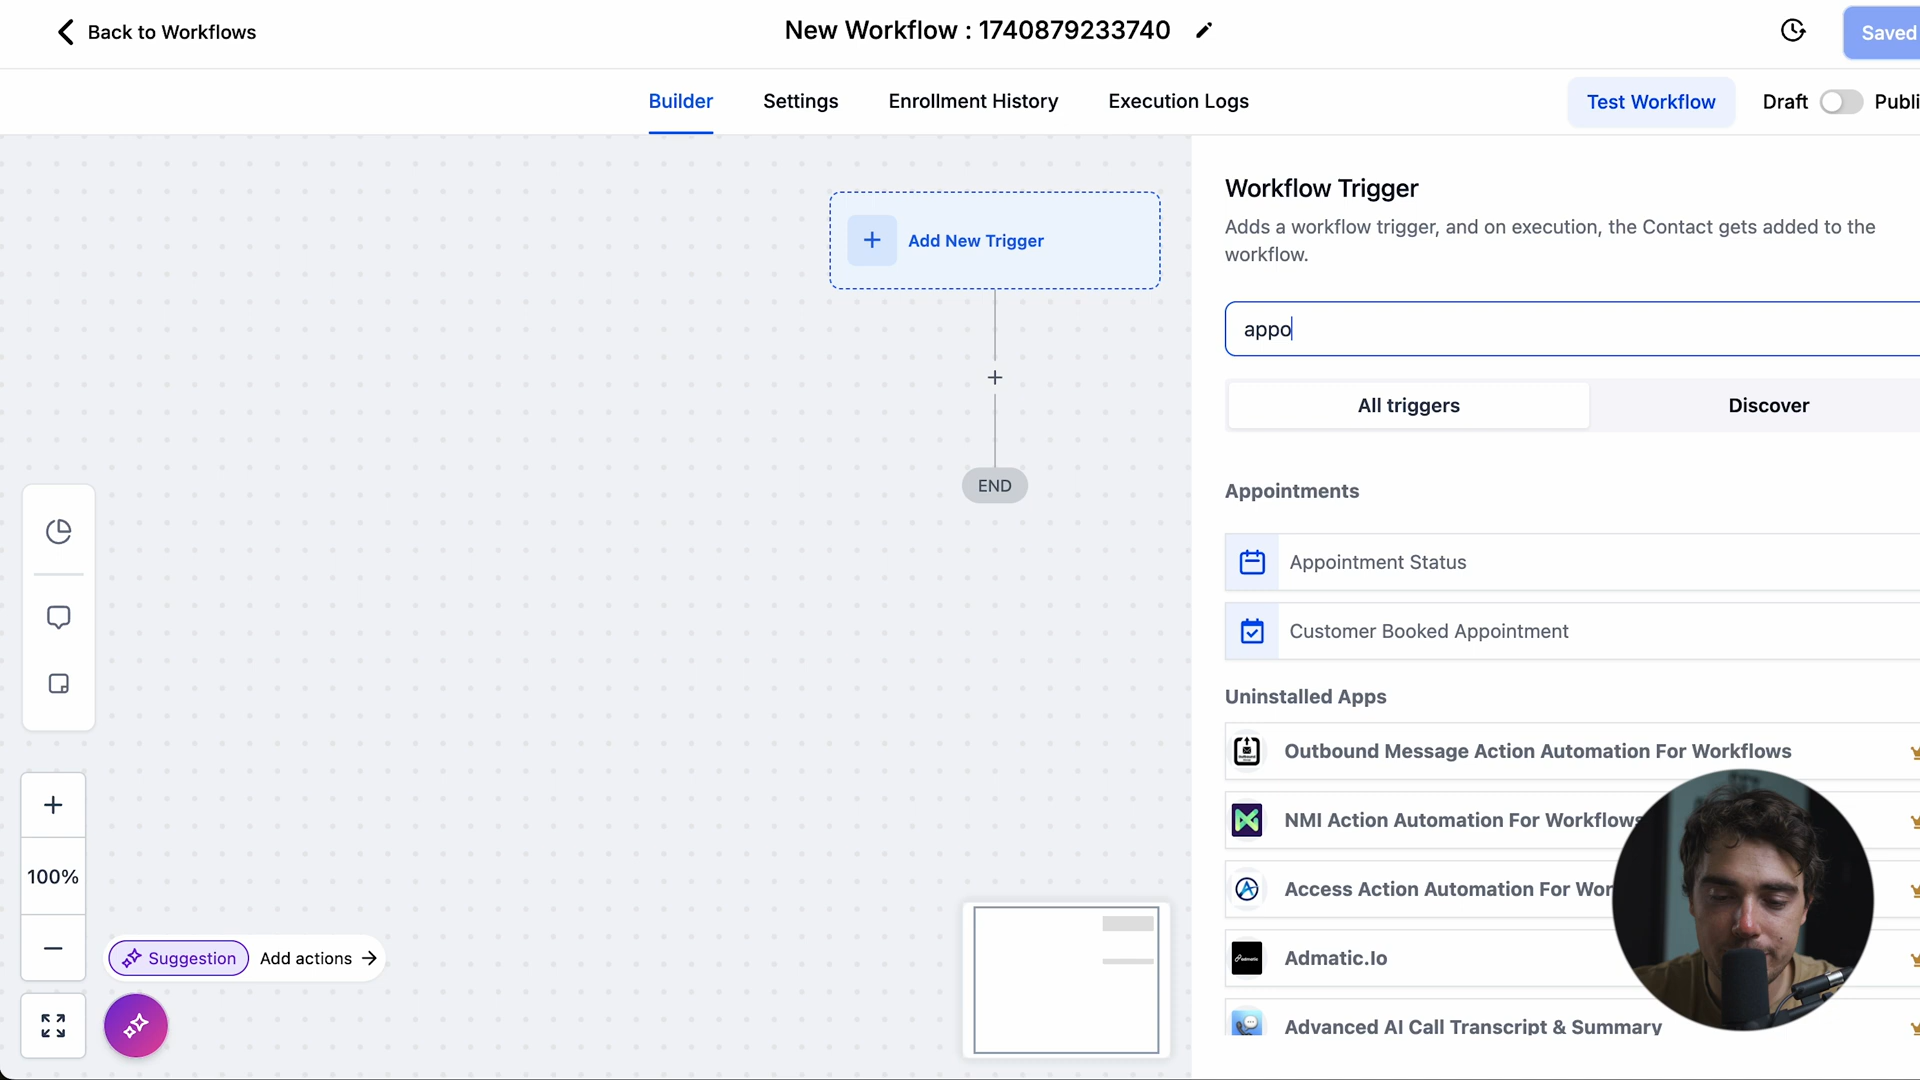 Back to Workflows
New Workflow : 1740879233740
Saved
Builder
Settings
Enrollment History
Execution Logs
Test Workflow
Draft
Publi
Add New Trigger
END
100%
Suggestion
Add actions
Workflow Trigger
Adds a workflow trigger, and on execution, the Contact gets added to the
workflow.
appo
All triggers
Discover
Appointments
Appointment Status
Customer Booked Appointment
Uninstalled Apps
Outbound Message Action Automation For Workflows
NMI Action Automation For Workflows
Access Action Automation For Wor
Admatic.Io
Advanced AI Call Transcript & Summary